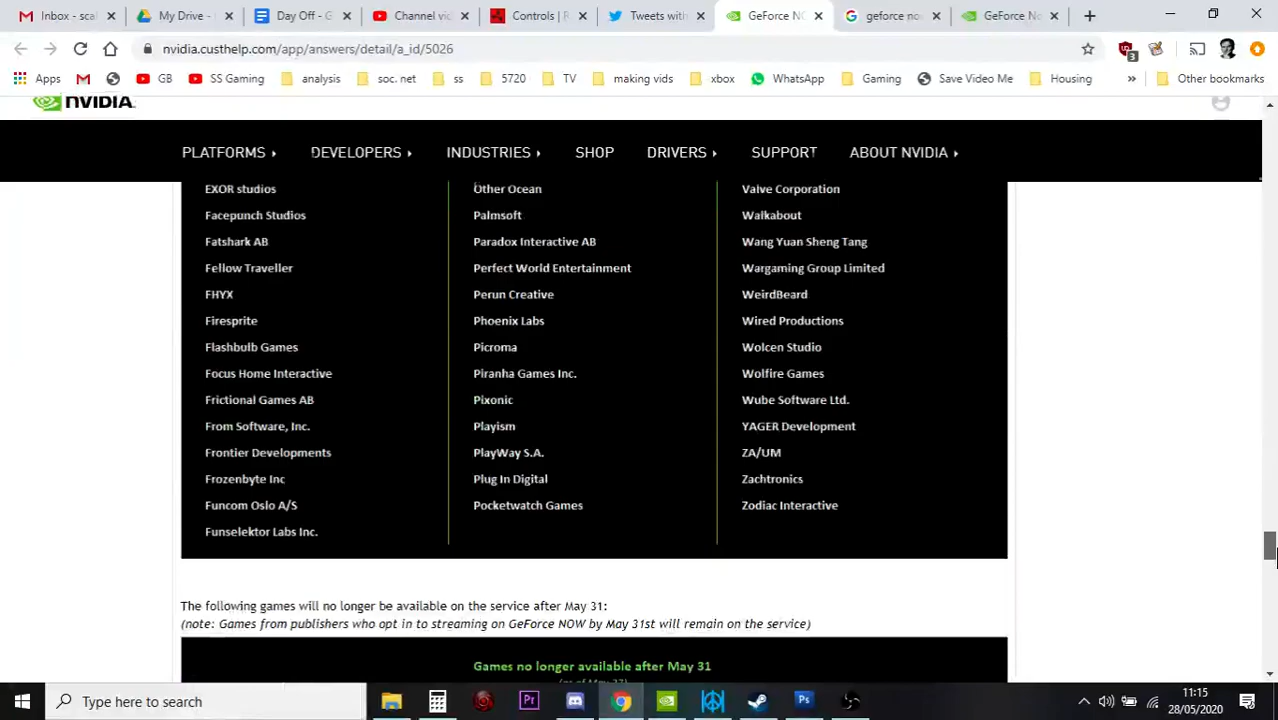 Inbox - sca
My Drive -
Day Off - G
Channel vi
Controls | R
Tweets with
GeForce NC
geforce no
GeForce No
nvidia.custhelp.com/app/answers/detail/a_id/5026
3
Apps
GB
SS Gaming
analysis
soc. net
ss
5720
TV
making vids
xbox
WhatsApp
Gaming
Save Video Me
Housing
»
Other bookmarks
NVIDIA.
PLATFORMS
DEVELOPERS
INDUSTRIES
SHOP
DRIVERS
SUPPORT
ABOUT NVIDIA
EXOR studios
Facepunch Studios
Fatshark AB
Fellow Traveller
FHYX
Firesprite
Flashbulb Games
Focus Home Interactive
Frictional Games AB
From Software, Inc.
Frontier Developments
Frozenbyte Inc
Funcom Oslo A/S
Funselektor Labs Inc.
Other Ocean
Palmsoft
Paradox Interactive AB
Perfect World Entertainment
Perun Creative
Phoenix Labs
Picroma
Piranha Games Inc.
Pixonic
Playism
PlayWay S.A.
Plug In Digital
Pocketwatch Games
Valve Corporation
Walkabout
Wang Yuan Sheng Tang
Wargaming Group Limited
WeirdBeard
Wired Productions
Wolcen Studio
Wolfire Games
Wube Software Ltd.
YAGER Development
ZA/UM
Zachtronics
Zodiac Interactive
The following games will no longer be available on the service after May 31:
(note: Games from publishers who opt in to streaming on GeForce NOW by May 31st will remain on the service)
Games no longer available after May 31
Type here to search
Pr
Ps
11:15
28/05/2020